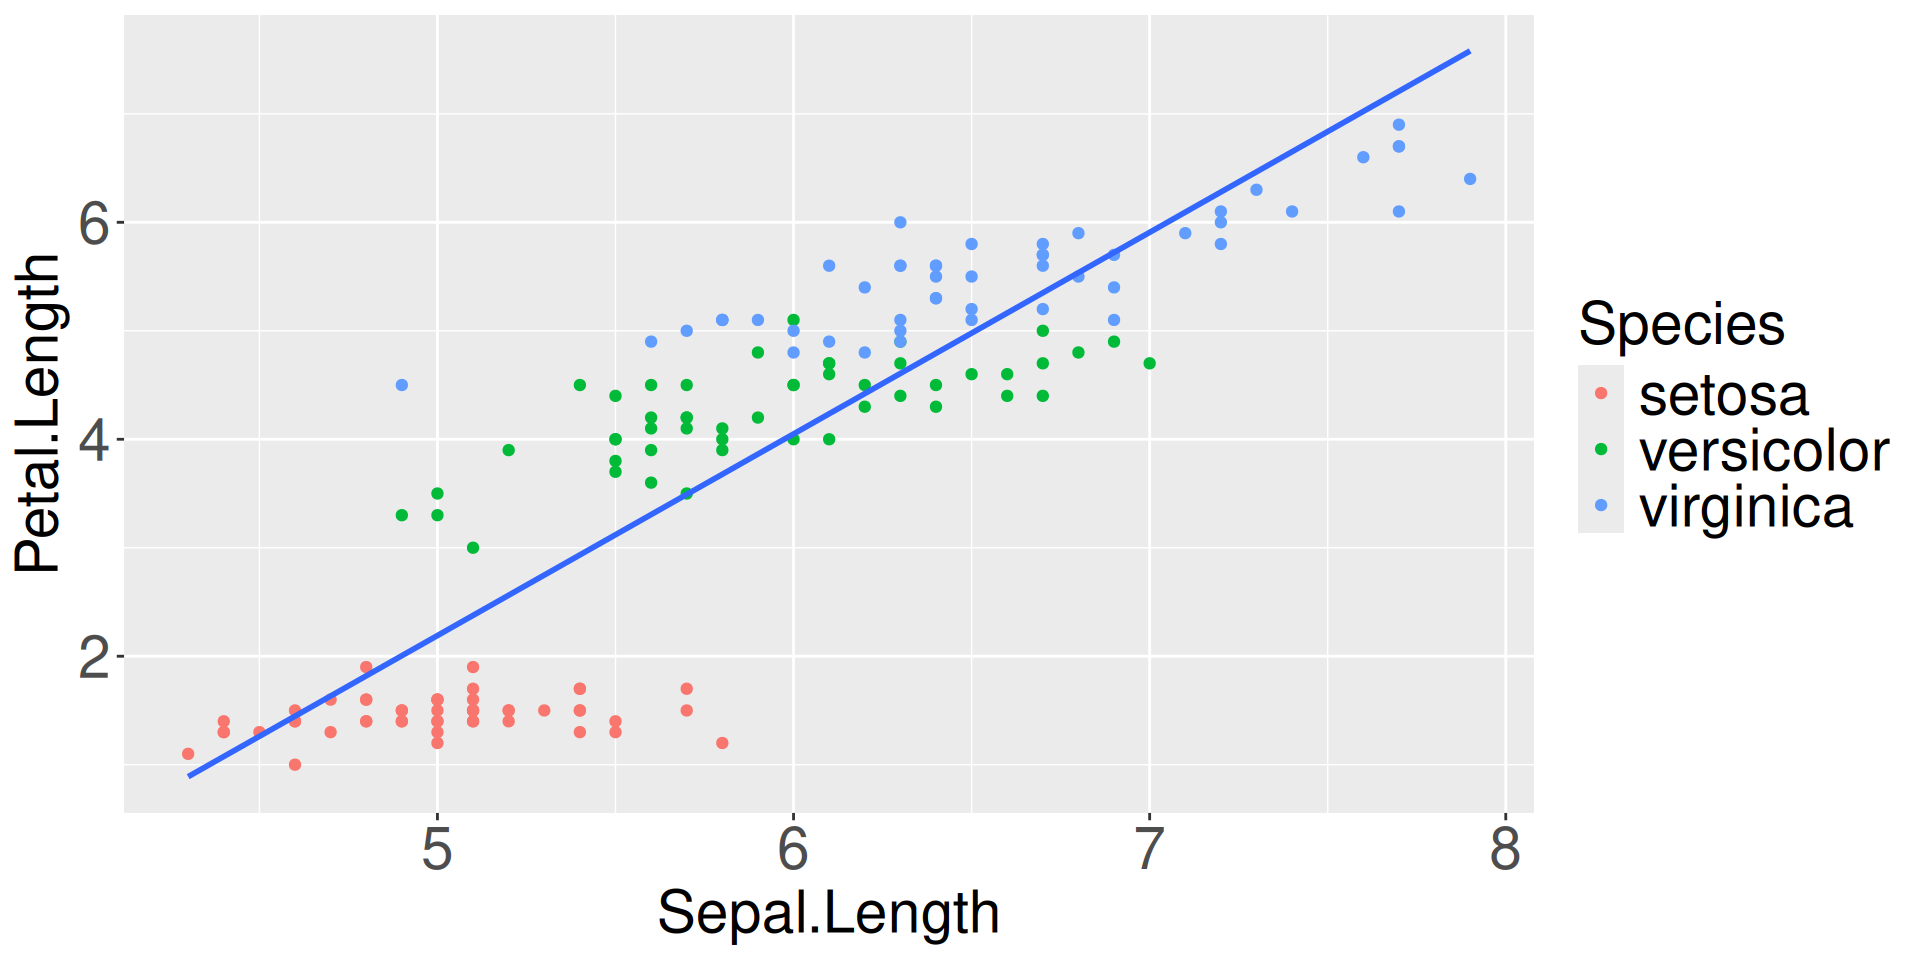 Petal.Length
6
4
2
5 6 7 8
Sepal.Length
Species
setosa
versicolor
virginica